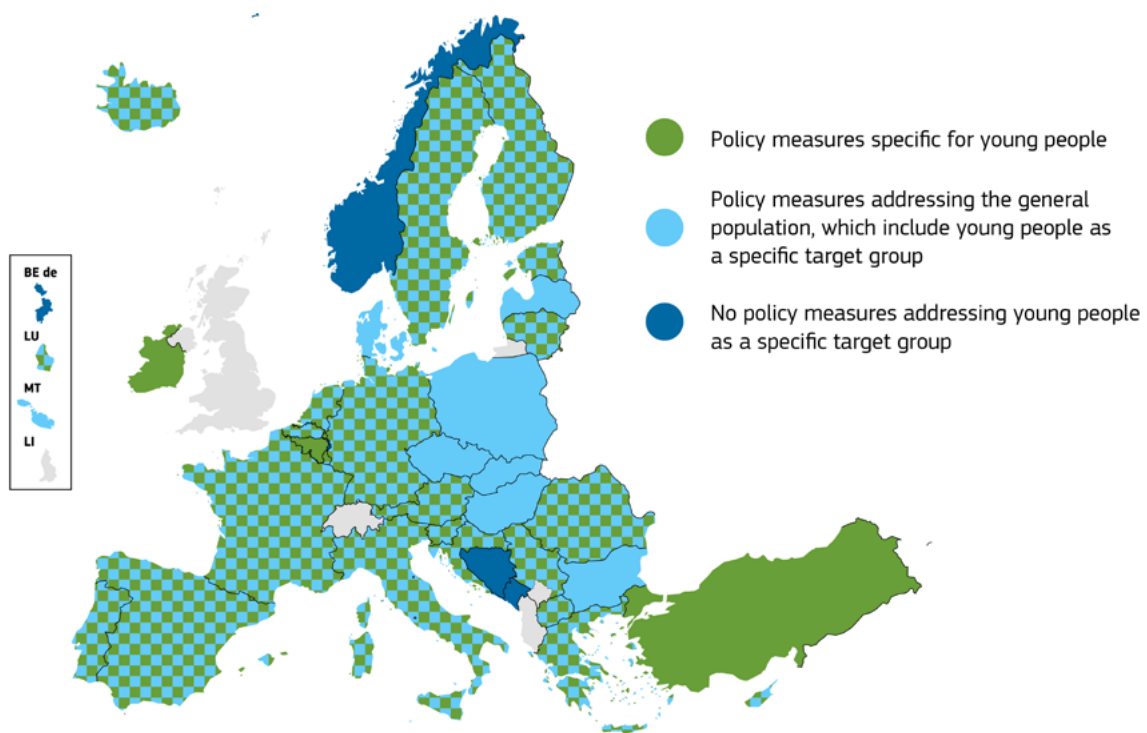 Policy measures specific for young people
Policy measures addressing the general
population, which include young people as
a specific target group
No policy measures addressing young people
as a specific target group
BE de
LU
MT
LI